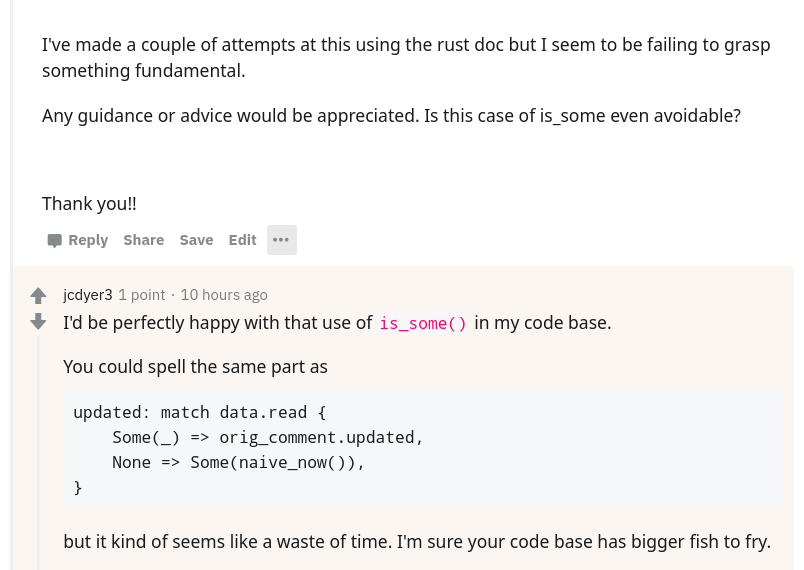 I've made a couple of attempts at this using the rust doc but I seem to be failing to grasp
something fundamental.
Any guidance or advice would be appreciated. Is this case of is_some even avoidable?
Thank you!!
Reply Share Save Edit •••
jcdyer3 1 point · 10 hours ago
I'd be perfectly happy with that use of is_some() in my code base.
You could spell the same part as
updated: match data.read {
    Some(_) => orig_comment.updated,
    None => Some(naive_now()),
}
but it kind of seems like a waste of time. I'm sure your code base has bigger fish to fry.